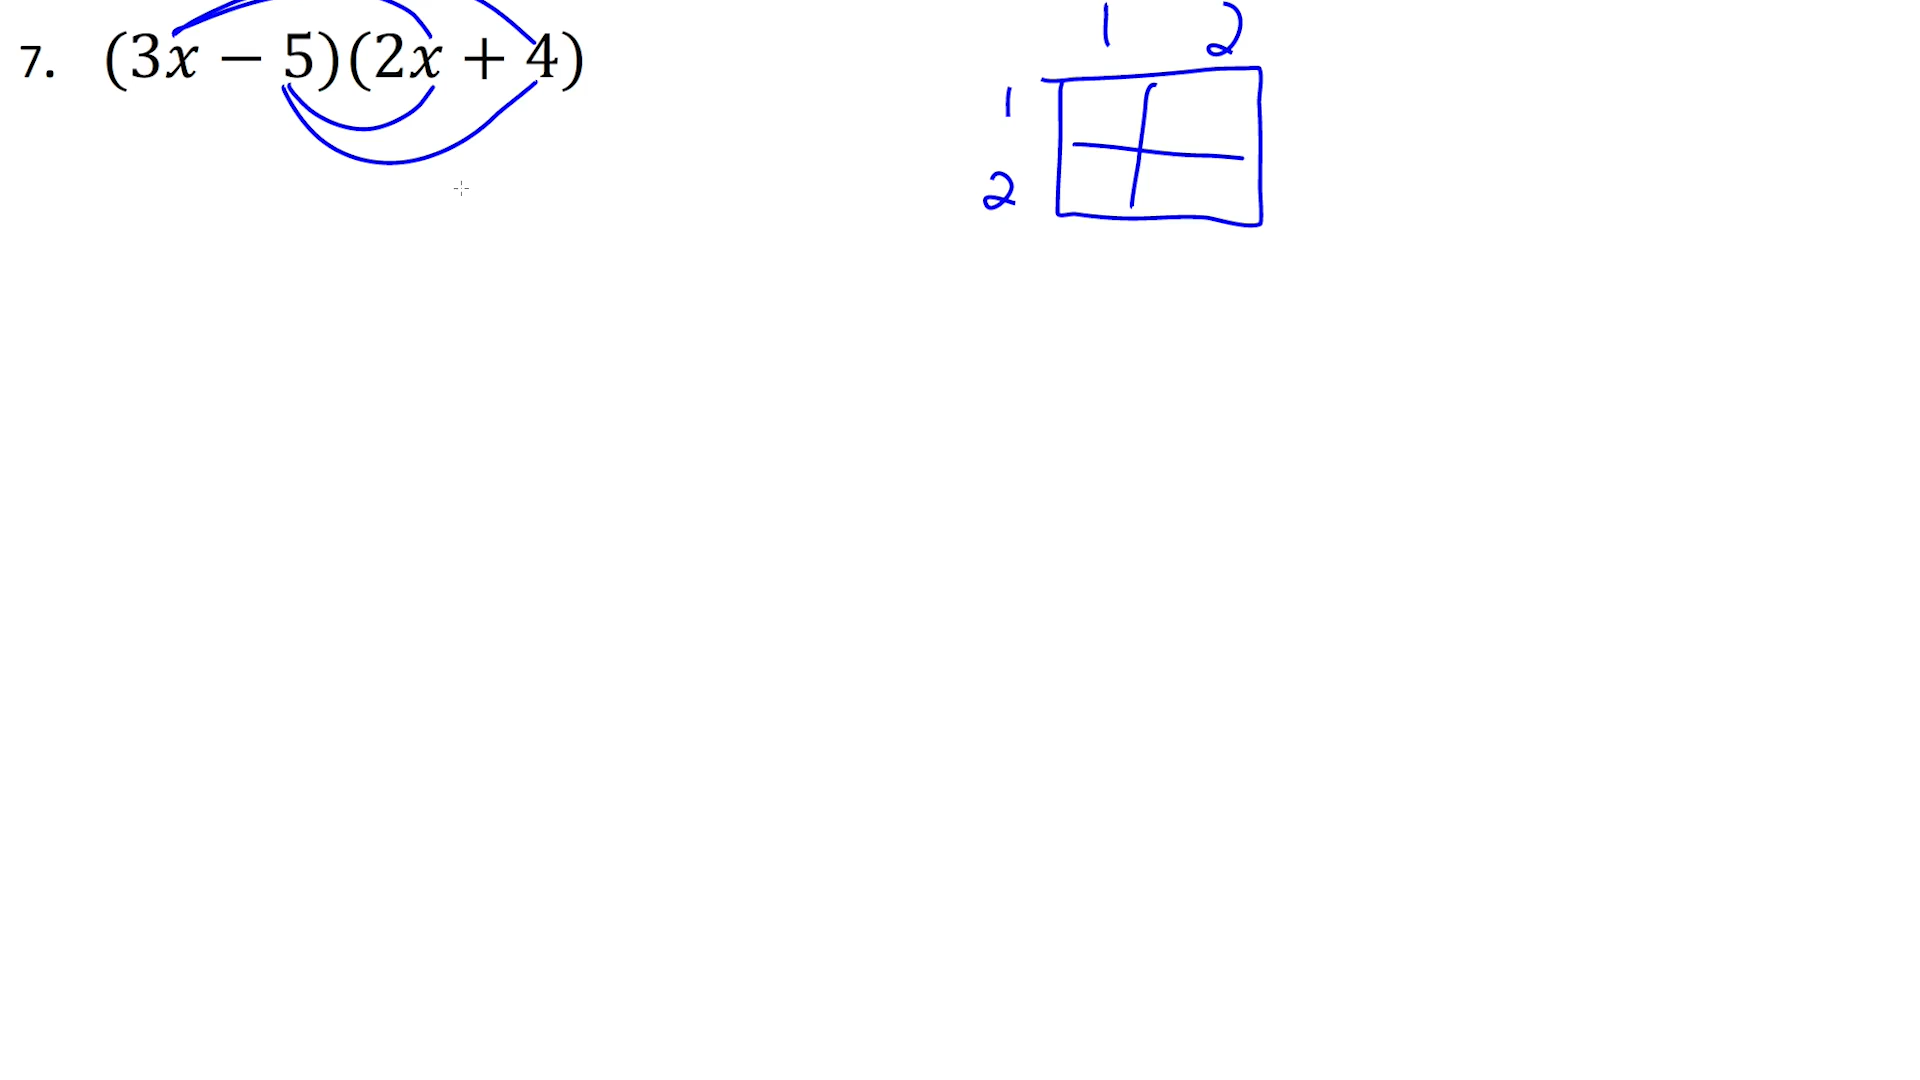 7. (3x − 5)(2x + 4)
1 2
1
2